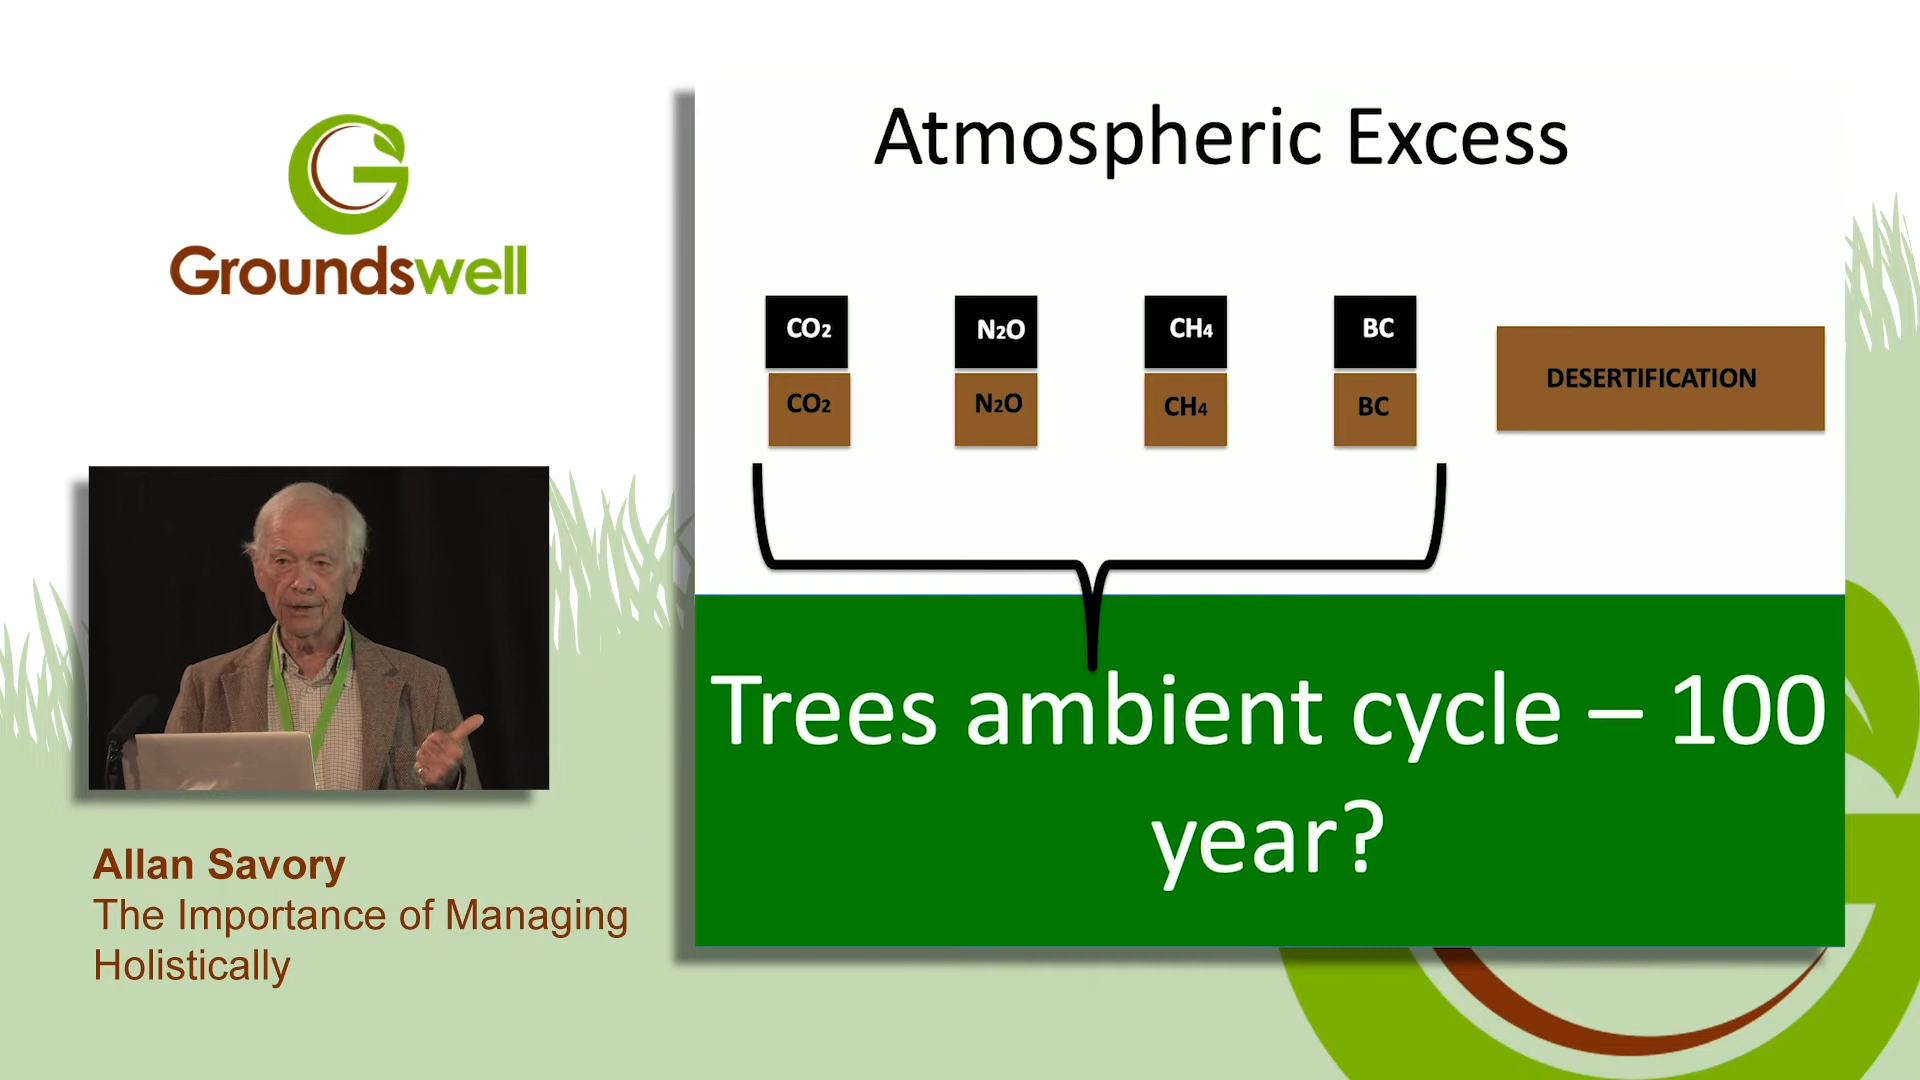 Groundswell
Atmospheric Excess
CO2 N2O CH4 BC
CO2 N2O CH4 BC
DESERTIFICATION
Trees ambient cycle – 100
year?
Allan Savory
The Importance of Managing
Holistically